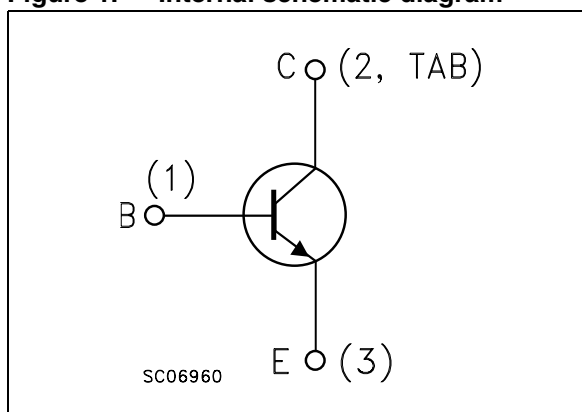 Figure 1. Internal schematic diagram
C (2, TAB)
(1)
B
E (3)
SC06960